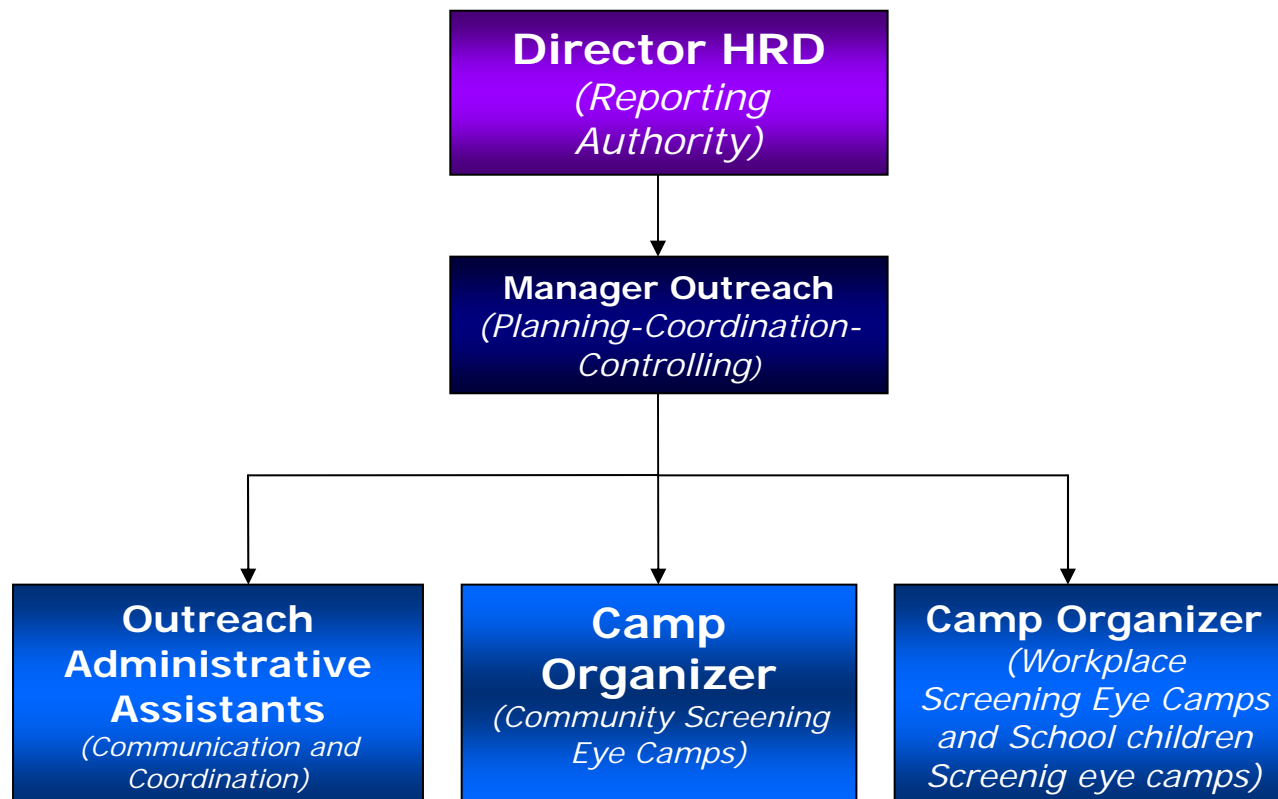 Director HRD
(Reporting
Authority)
Manager Outreach
(Planning-Coordination-
Controlling)
Outreach
Administrative
Assistants
(Communication and
Coordination)
Camp
Organizer
(Community Screening
Eye Camps)
Camp Organizer
(Workplace
Screening Eye Camps
and School children
Screenig eye camps)